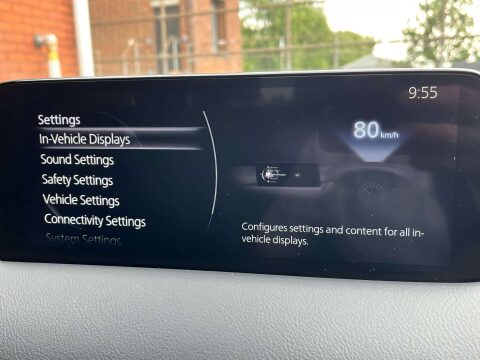 9:55
Settings
In-Vehicle Displays
Sound Settings
Safety Settings
Vehicle Settings
Connectivity Settings
System Settings
80 km/h
Configures settings and content for all in-
vehicle displays.